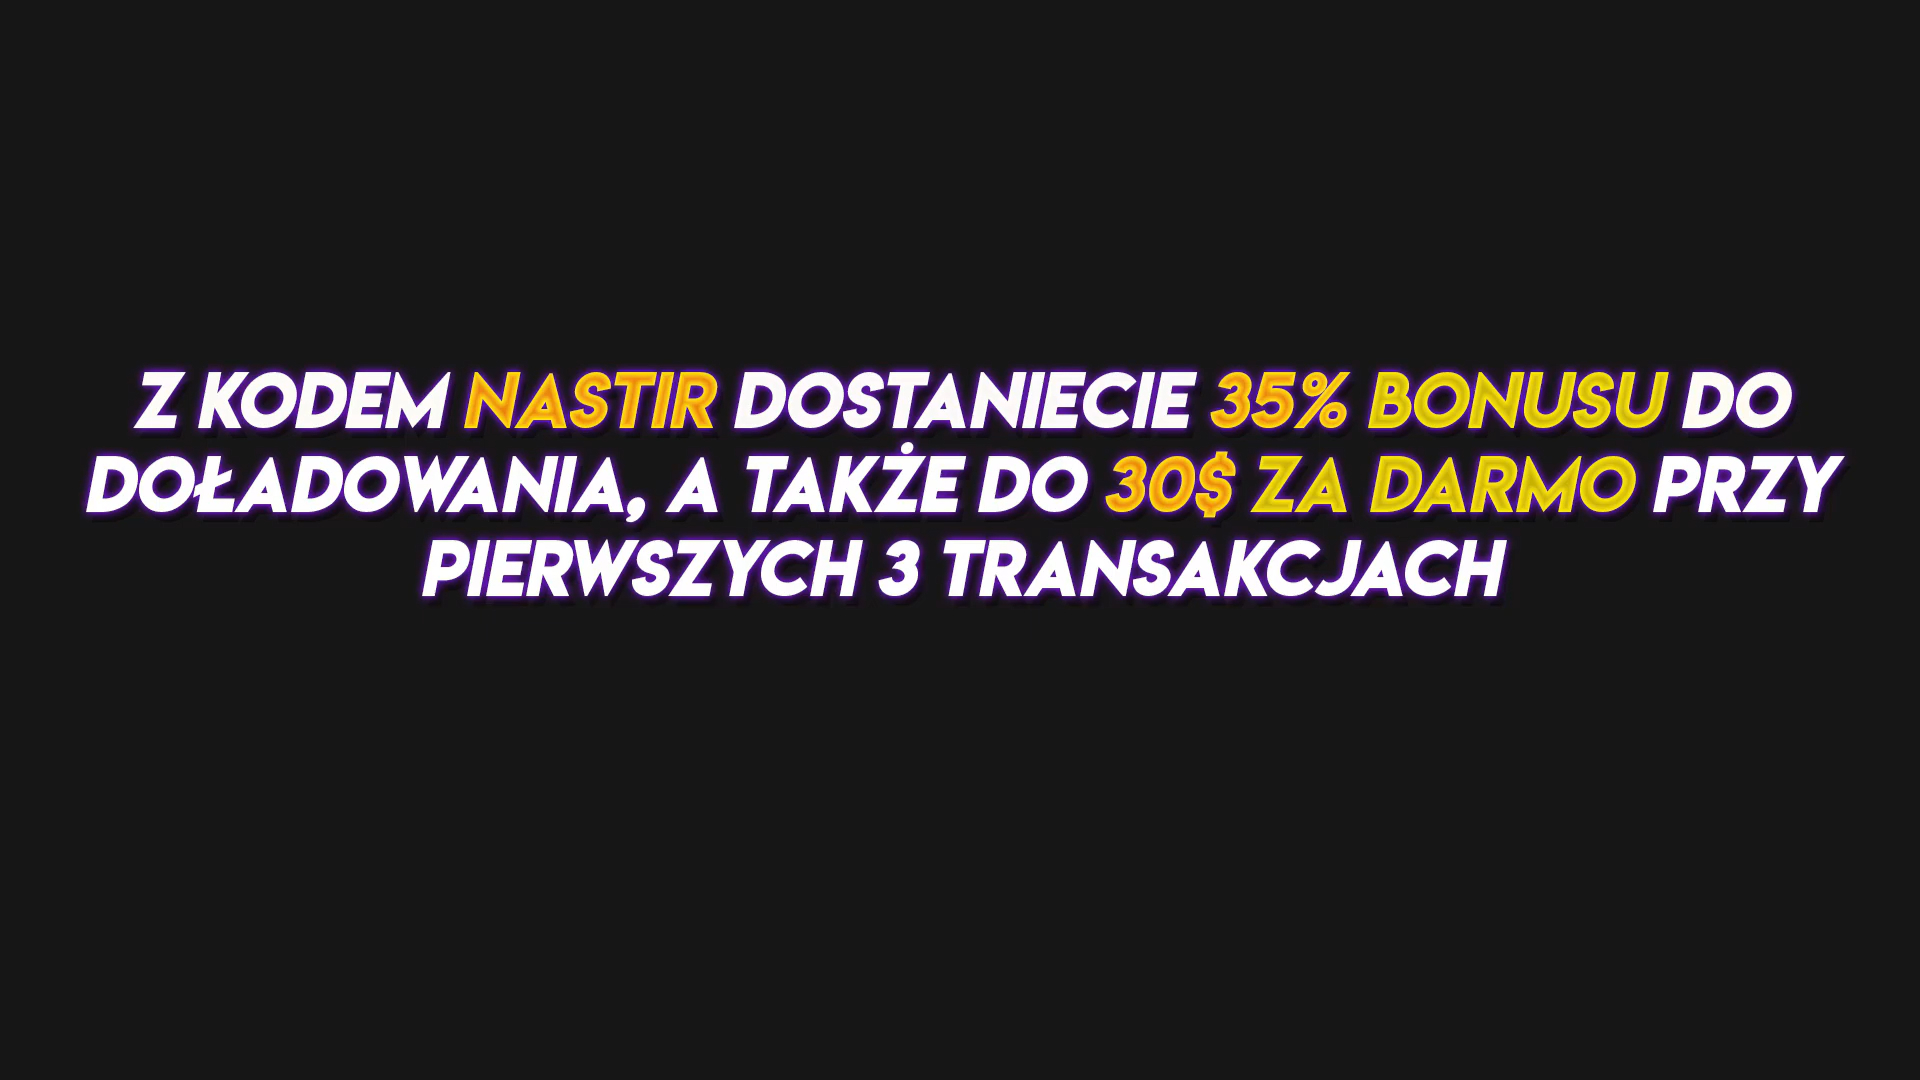 Z KODEM NASTIR DOSTANIECIE 35% BONUSU DO
DOŁADOWANIA, A TAKŻE DO 30$ ZA DARMO PRZY
PIERWSZYCH 3 TRANSAKCJACH